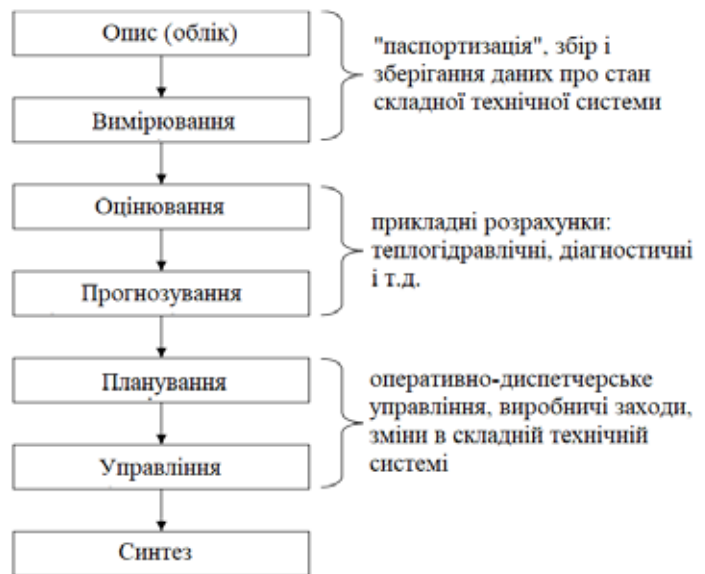 Опис (облік)
Вимірювання
"паспортизація", збір і
зберігання даних про стан
складної технічної системи
Оцінювання
Прогнозування
прикладні розрахунки:
теплогідравлічні, діагностичні
і т.д.
Планування
Управління
оперативно-диспетчерське
управління, виробничі заходи,
зміни в складній технічній
системі
Синтез